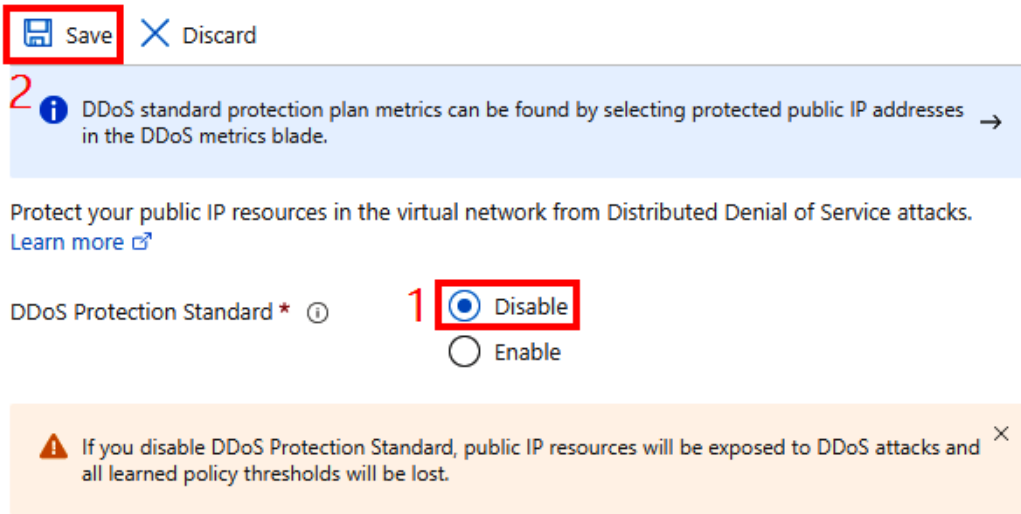 Save Discard
2
DDoS standard protection plan metrics can be found by selecting protected public IP addresses
in the DDoS metrics blade.
Protect your public IP resources in the virtual network from Distributed Denial of Service attacks.
Learn more
DDoS Protection Standard * 1 Disable
Enable
If you disable DDoS Protection Standard, public IP resources will be exposed to DDoS attacks and
all learned policy thresholds will be lost.